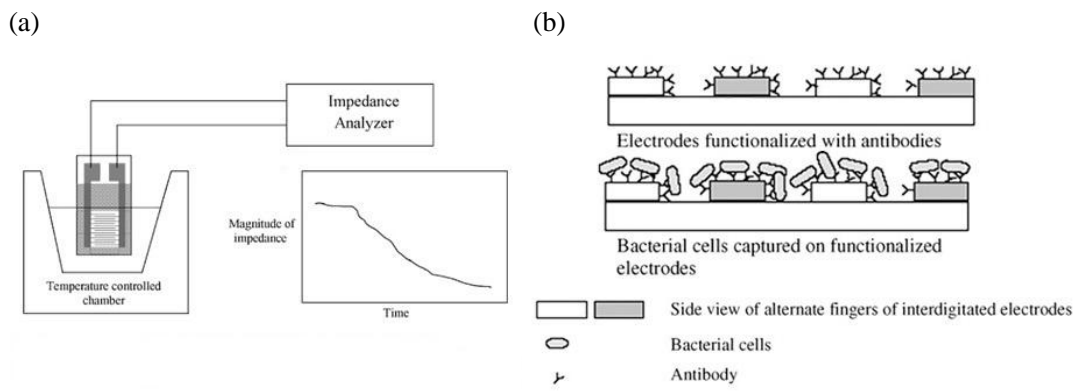 (a)
(b)
Impedance
Analyzer
Magnitude of
impedance
Temperature controlled
chamber
Time
Electrodes functionalized with antibodies
Bacterial cells captured on functionalized
electrodes
Side view of alternate fingers of interdigitated electrodes
Bacterial cells
Antibody